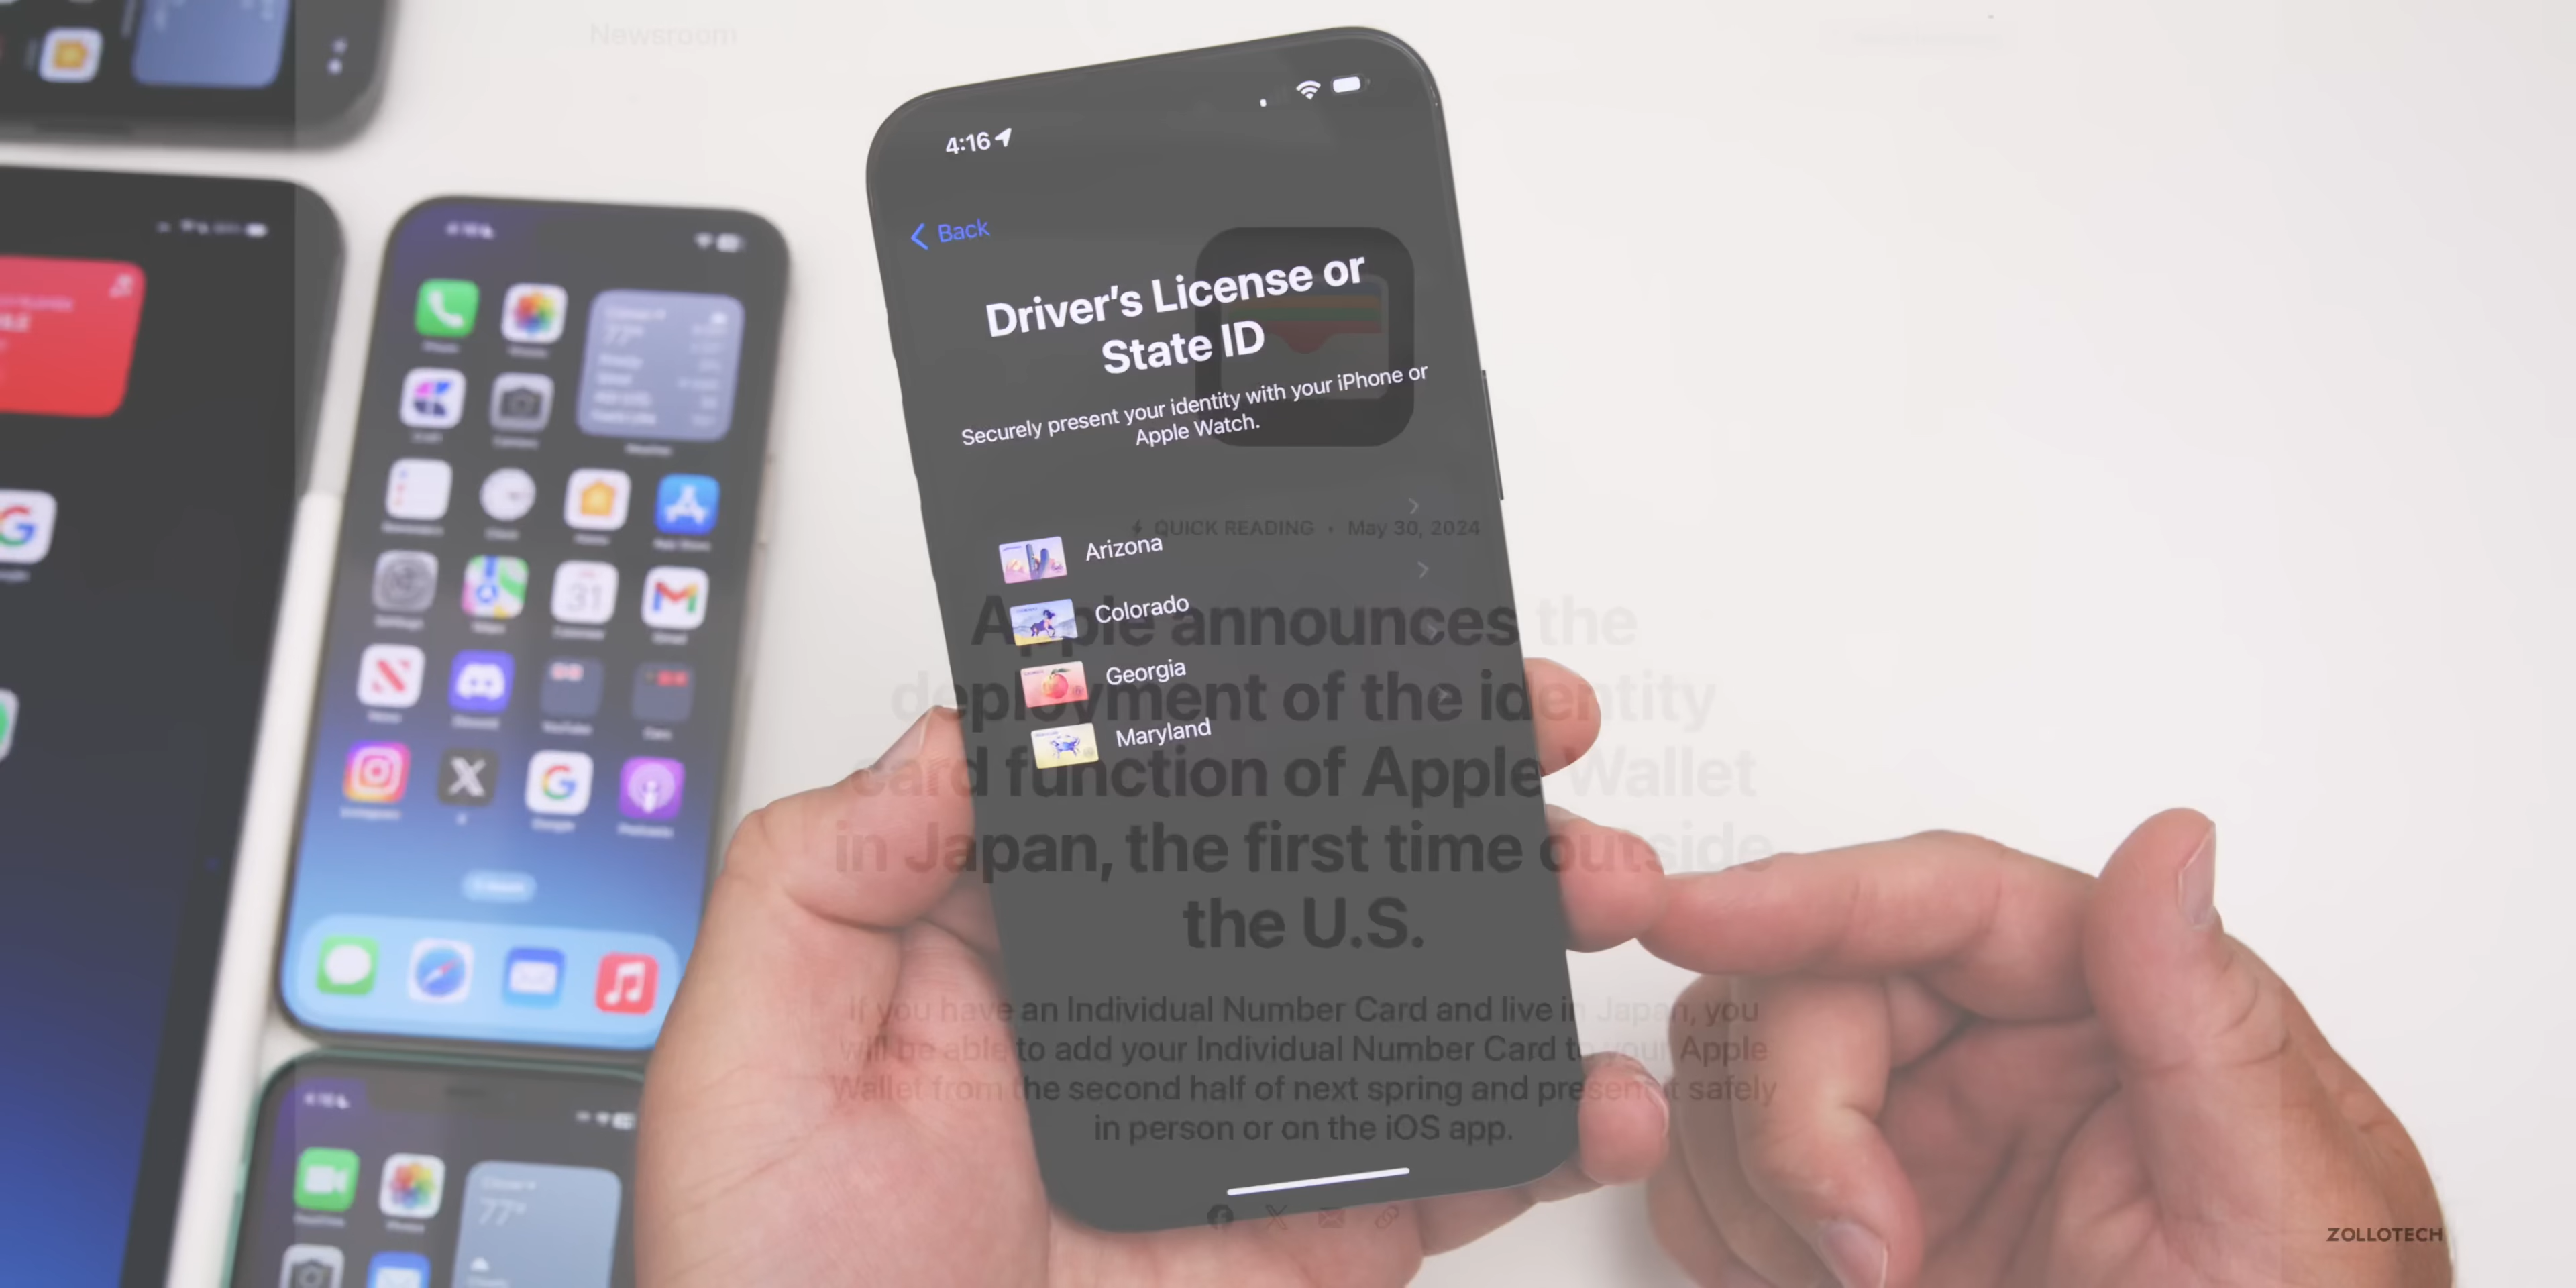 Newsroom
4:16
Back
Driver's License or
State ID
Securely present your identity with your iPhone or
Apple Watch.
QUICK READING • May 30, 2024
Arizona
Colorado
Georgia
Maryland
Apple announces the
deployment of the identity
card function of Apple Wallet
in Japan, the first time outside
the U.S.
If you have an Individual Number Card and live in Japan, you
will be able to add your Individual Number Card to your Apple
Wallet from the second half of next spring and present it safely
in person or on the iOS app.
31
77°
ZOLLOTECH